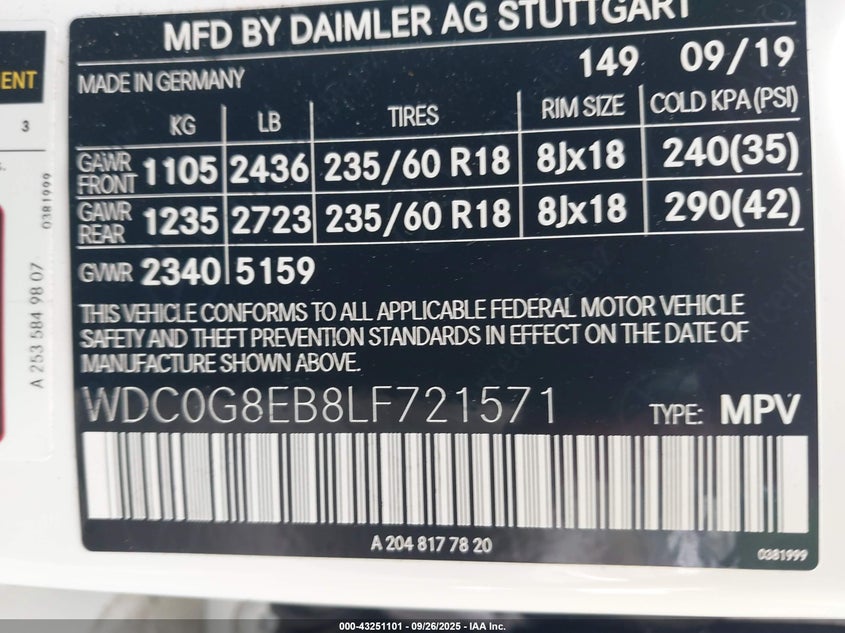 MFD BY DAIMLER AG STUTTGART
MADE IN GERMANY 149 09/19
KG LB TIRES RIM SIZE COLD KPA (PSI)
GAWR FRONT 1105 2436 235/60 R18 8Jx18 240(35)
GAWR REAR 1235 2723 235/60 R18 8Jx18 290(42)
GVWR 2340 5159
THIS VEHICLE CONFORMS TO ALL APPLICABLE FEDERAL MOTOR VEHICLE
SAFETY AND THEFT PREVENTION STANDARDS IN EFFECT ON THE DATE OF
MANUFACTURE SHOWN ABOVE.
WDC0G8EB8LF721571 TYPE: MPV
A 204 817 78 20 0381999
ENT
3
s.
0381999
A 253 584 98 07
000-43251101 - 09/26/2025 - IAA Inc.